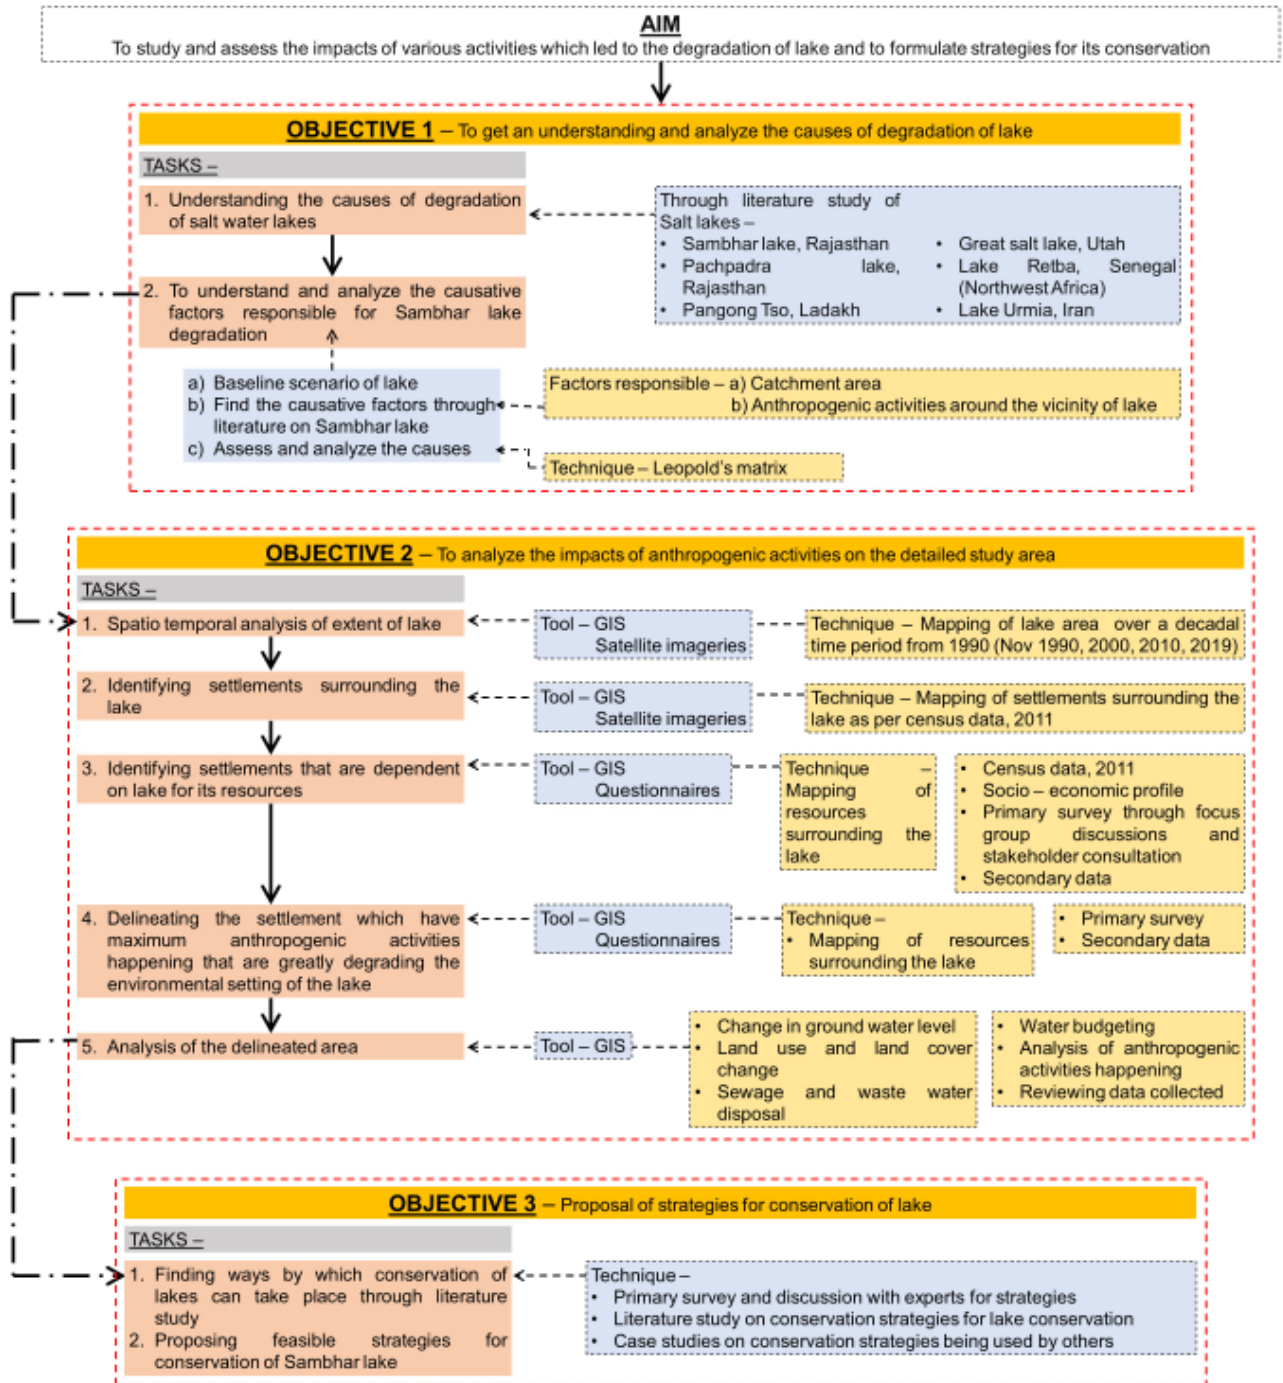 AIM
To study and assess the impacts of various activities which led to the degradation of lake and to formulate strategies for its conservation
OBJECTIVE 1 – To get an understanding and analyze the causes of degradation of lake
TASKS –
1. Understanding the causes of degradation
of salt water lakes
Through literature study of
Salt lakes –
• Sambhar lake, Rajasthan
• Pachpadra lake,
Rajasthan
• Pangong Tso, Ladakh
• Great salt lake, Utah
• Lake Retba, Senegal
(Northwest Africa)
• Lake Urmia, Iran
2. To understand and analyze the causative
factors responsible for Sambhar lake
degradation
a) Baseline scenario of lake
b) Find the causative factors through
literature on Sambhar lake
c) Assess and analyze the causes
Factors responsible – a) Catchment area
b) Anthropogenic activities around the vicinity of lake
Technique – Leopold's matrix
OBJECTIVE 2 – To analyze the impacts of anthropogenic activities on the detailed study area
TASKS –
1. Spatio temporal analysis of extent of lake
Tool – GIS
Satellite imageries
Technique – Mapping of lake area over a decadal
time period from 1990 (Nov 1990, 2000, 2010, 2019)
2. Identifying settlements surrounding the
lake
Tool – GIS
Satellite imageries
Technique – Mapping of settlements surrounding the
lake as per census data, 2011
3. Identifying settlements that are dependent
on lake for its resources
Tool – GIS
Questionnaires
Technique –
Mapping of
resources
surrounding the
lake
• Census data, 2011
• Socio – economic profile
• Primary survey through focus
group discussions and
stakeholder consultation
• Secondary data
4. Delineating the settlement which have
maximum anthropogenic activities
happening that are greatly degrading the
environmental setting of the lake
Tool – GIS
Questionnaires
Technique –
• Mapping of resources
surrounding the lake
• Primary survey
• Secondary data
5. Analysis of the delineated area
Tool – GIS
• Change in ground water level
• Land use and land cover
change
• Sewage and waste water
disposal
• Water budgeting
• Analysis of anthropogenic
activities happening
• Reviewing data collected
OBJECTIVE 3 – Proposal of strategies for conservation of lake
TASKS –
1. Finding ways by which conservation of
lakes can take place through literature
study
2. Proposing feasible strategies for
conservation of Sambhar lake
Technique –
• Primary survey and discussion with experts for strategies
• Literature study on conservation strategies for lake conservation
• Case studies on conservation strategies being used by others